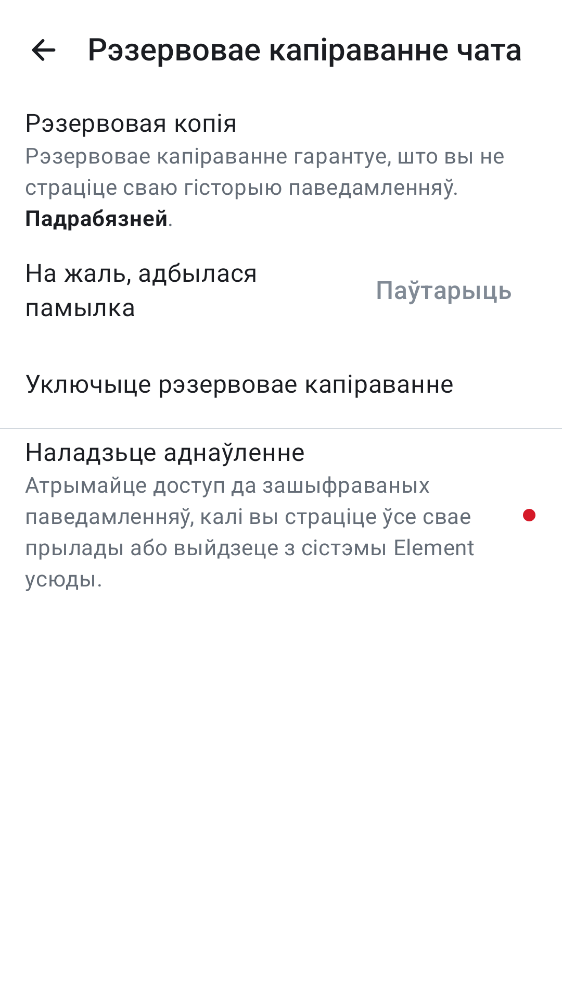 Рэзервовае капіраванне чата
Рэзервовая копія
Рэзервовае капіраванне гарантуе, што вы не
страціце сваю гісторыю паведамленняў.
Падрабязней.
На жаль, адбылася
памылка
Паўтарыць
Уключыце рэзервовае капіраванне
Наладзьце аднаўленне
Атрымайце доступ да зашыфраваных
паведамленняў, калі вы страціце ўсе свае
прылады або выйдзеце з сістэмы Element
усюды.